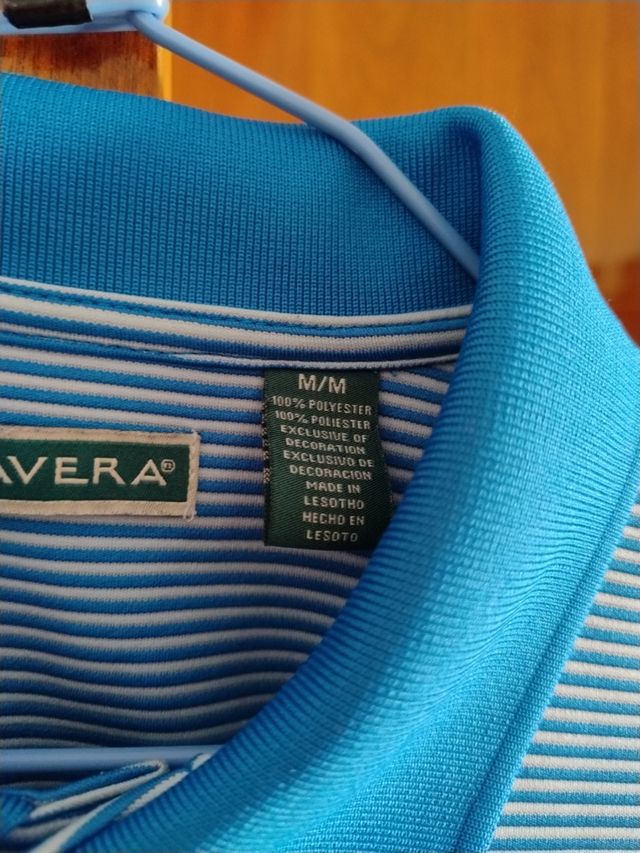 AVERA®
M/M
100% POLYESTER
100% POLIESTER
EXCLUSIVE OF
DECORATION
EXCLUSIVO DE
DECORACION
MADE IN
LESOTHO
HECHO EN
LESOTO